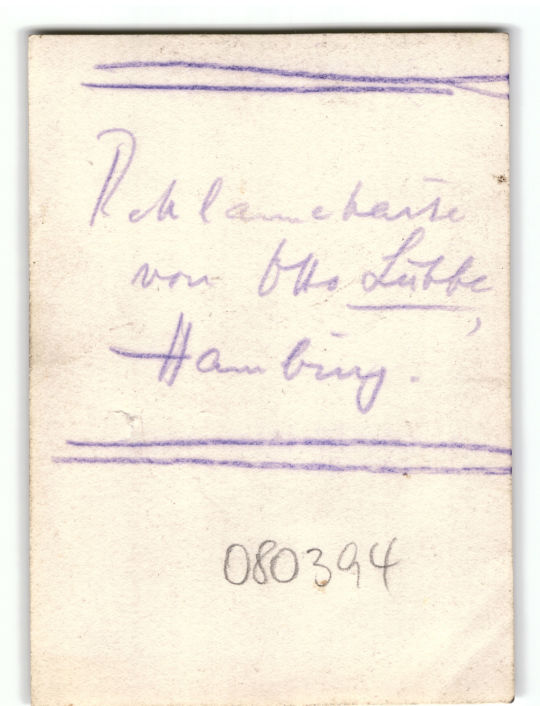 Reklamekarte
von Otto Lübbe,
Hamburg.
080394